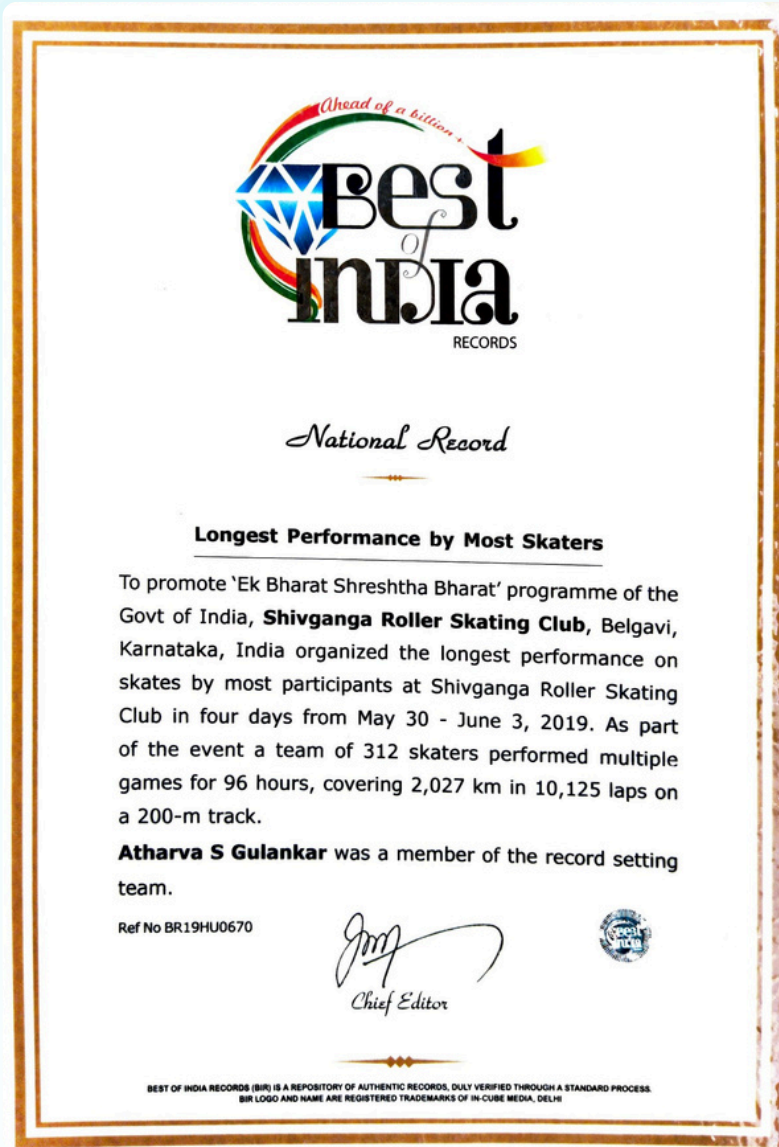 Ahead of a billion +
Best
of
INDIA
RECORDS
National Record
Longest Performance by Most Skaters
To promote 'Ek Bharat Shreshtha Bharat' programme of the
Govt of India, Shivganga Roller Skating Club, Belgavi,
Karnataka, India organized the longest performance on
skates by most participants at Shivganga Roller Skating
Club in four days from May 30 - June 3, 2019. As part
of the event a team of 312 skaters performed multiple
games for 96 hours, covering 2,027 km in 10,125 laps on
a 200-m track.
Atharva S Gulankar was a member of the record setting
team.
Ref No BR19HU0670
Best
India
Chief Editor
BEST OF INDIA RECORDS (BIR) IS A REPOSITORY OF AUTHENTIC RECORDS, DULY VERIFIED THROUGH A STANDARD PROCESS.
BIR LOGO AND NAME ARE REGISTERED TRADEMARKS OF IN-CUBE MEDIA, DELHI